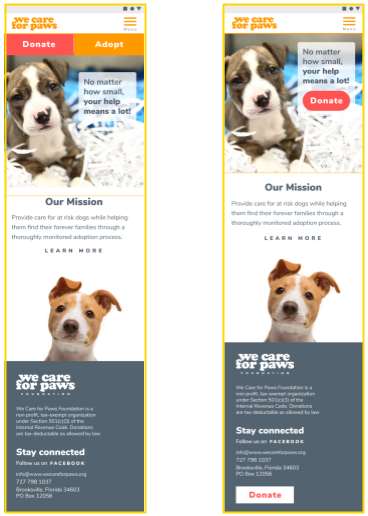 we care
for paws
Menu
Donate
Adopt
No matter
how small,
your help
means a lot!
Our Mission
Provide care for at risk dogs while helping
them find their forever families through a
thoroughly monitored adoption process.
LEARN MORE
we care
for paws
FOUNDATION
We Care for Paws Foundation is a
non profit, tax-exempt organization
under Section 501(c)(3) of the
Internal Revenue Code. Donations
are tax-deductable as allowed by law
Stay connected
Follow us on FACEBOOK
info@www.wecareforpaws.org
727 798 1037
Brooksville, Florida 34603
PO Box 12056
we care
for paws
Menu
No matter
how small,
your help
means a lot!
Donate
Our Mission
Provide care for at risk dogs while helping
them find their forever families through a
thoroughly monitored adoption process.
LEARN MORE
we care
for paws
FOUNDATION
We Care for Paws Foundation is a
non profit, tax-exempt organization
under Section 501(c)(3) of the
Internal Revenue Code. Donations
are tax-deductable as allowed by law
Stay connected
Follow us on FACEBOOK
info@www.wecareforpaws.org
727 798 1037
Brooksville, Florida 34603
PO Box 12056
Donate